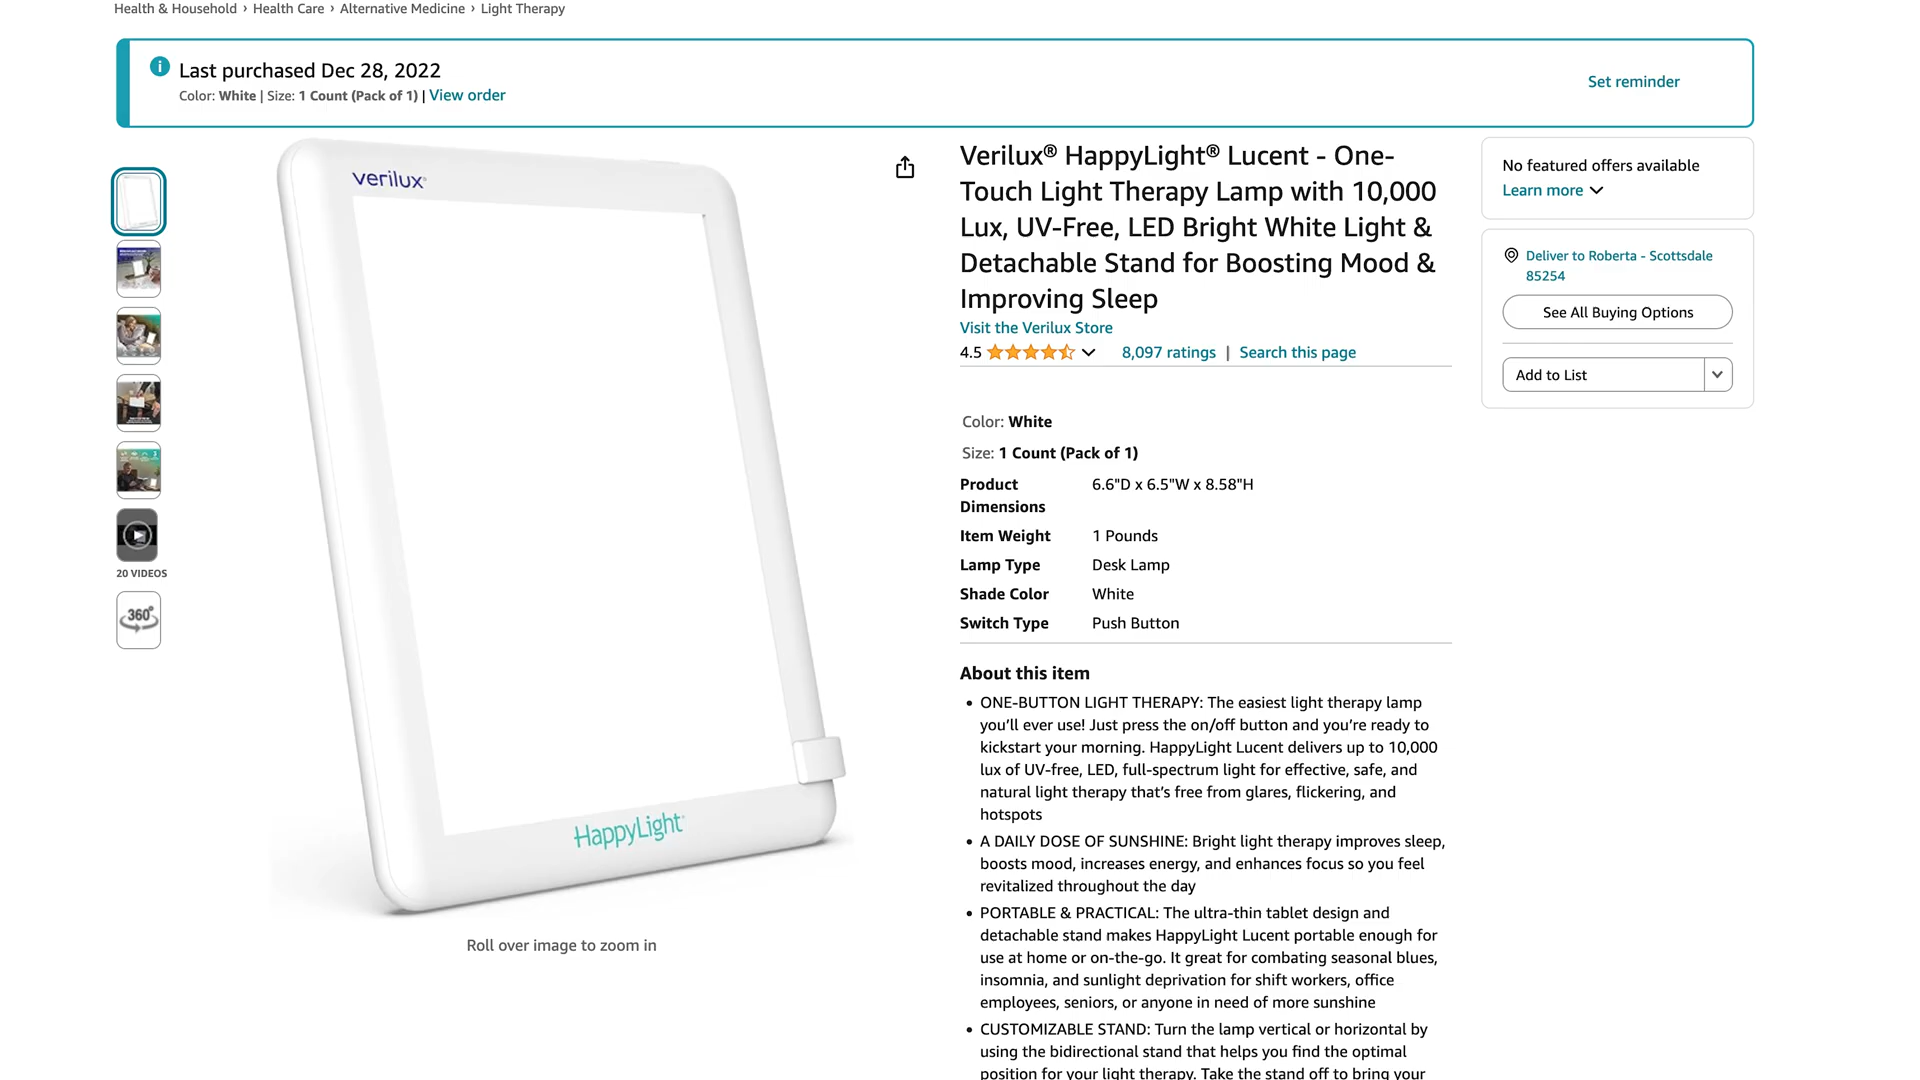 Health & Household › Health Care › Alternative Medicine › Light Therapy
Last purchased Dec 28, 2022
Color: White | Size: 1 Count (Pack of 1) | View order
Set reminder
verilux®
HappyLight®
20 VIDEOS
360°
Roll over image to zoom in
Verilux® HappyLight® Lucent - One-
Touch Light Therapy Lamp with 10,000
Lux, UV-Free, LED Bright White Light &
Detachable Stand for Boosting Mood &
Improving Sleep
Visit the Verilux Store
4.5 8,097 ratings | Search this page
Color: White
Size: 1 Count (Pack of 1)
Product 6.6"D x 6.5"W x 8.58"H
Dimensions
Item Weight 1 Pounds
Lamp Type Desk Lamp
Shade Color White
Switch Type Push Button
About this item
• ONE-BUTTON LIGHT THERAPY: The easiest light therapy lamp
you’ll ever use! Just press the on/off button and you’re ready to
kickstart your morning. HappyLight Lucent delivers up to 10,000
lux of UV-free, LED, full-spectrum light for effective, safe, and
natural light therapy that’s free from glares, flickering, and
hotspots
• A DAILY DOSE OF SUNSHINE: Bright light therapy improves sleep,
boosts mood, increases energy, and enhances focus so you feel
revitalized throughout the day
• PORTABLE & PRACTICAL: The ultra-thin tablet design and
detachable stand makes HappyLight Lucent portable enough for
use at home or on-the-go. It great for combating seasonal blues,
insomnia, and sunlight deprivation for shift workers, office
employees, seniors, or anyone in need of more sunshine
• CUSTOMIZABLE STAND: Turn the lamp vertical or horizontal by
using the bidirectional stand that helps you find the optimal
position for your light therapy. Take the stand off to bring your
No featured offers available
Learn more
Deliver to Roberta - Scottsdale
85254
See All Buying Options
Add to List